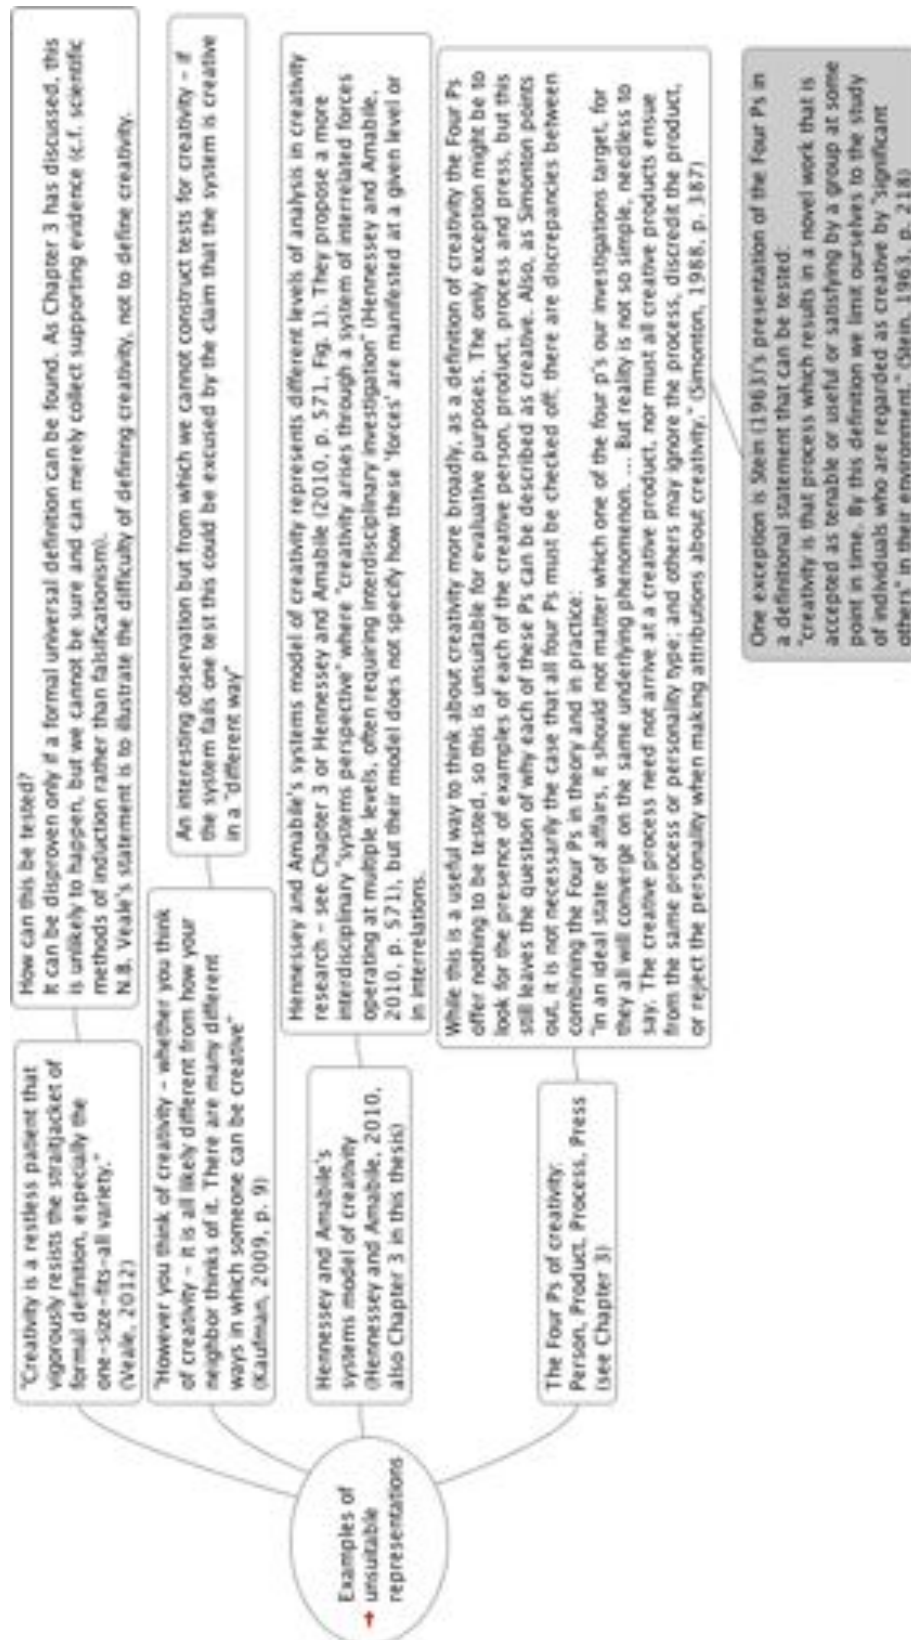 Examples of
→ unsuitable
representations
"Creativity is a restless patient that
vigorously resists the straitjacket of
formal definition, especially the
one-size-fits-all variety."
(Veale, 2012)
How can this be tested?
It can be disproven only if a formal universal definition can be found. As Chapter 3 has discussed, this
is unlikely to happen, but we cannot be sure and can merely collect supporting evidence (c.f. scientific
methods of induction rather than falsificationism).
N.B. Veale's statement is to illustrate the difficulty of defining creativity, not to define creativity.
"However you think of creativity - whether you think
of creativity - it is all likely different from how your
neighbor thinks of it. There are many different
ways in which someone can be creative"
(Kaufman, 2009, p. 9)
An interesting observation but from which we cannot construct tests for creativity - if
the system fails one test this could be excused by the claim that the system is creative
in a "different way"
Hennessey and Amabile's
systems model of creativity
(Hennessey and Amabile, 2010,
also Chapter 3 in this thesis)
Hennessey and Amabile's systems model of creativity represents different levels of analysis in creativity
research - see Chapter 3 or Hennessey and Amabile (2010, p. 571, Fig. 1). They propose a more
interdisciplinary "systems perspective" where "creativity arises through a system of interrelated forces
operating at multiple levels, often requiring interdisciplinary investigation" (Hennessey and Amabile,
2010, p. 571), but their model does not specify how these 'forces' are manifested at a given level or
in interrelations.
The Four Ps of creativity:
Person, Product, Process, Press
(see Chapter 3)
While this is a useful way to think about creativity more broadly, as a definition of creativity the Four Ps
offer nothing to be tested, so this is unsuitable for evaluative purposes. The only exception might be to
look for the presence of examples of each of the creative person, product, process and press, but this
still leaves the question of why each of these Ps can be described as creative. Also, as Simonton points
out, it is not necessarily the case that all four Ps must be checked off; there are discrepancies between
combining the Four Ps in theory and in practice:
"in an ideal state of affairs, it should not matter which one of the four p's our investigations target, for
they all will converge on the same underlying phenomenon. ... But reality is not so simple, needless to
say. The creative process need not arrive at a creative product, nor must all creative products ensue
from the same process or personality type; and others may ignore the process, discredit the product,
or reject the personality when making attributions about creativity." (Simonton, 1988, p. 387)
One exception is Stein (1963)'s presentation of the Four Ps in
a definitional statement that can be tested:
"creativity is that process which results in a novel work that is
accepted as tenable or useful or satisfying by a group at some
point in time. By this definition we limit ourselves to the study
of individuals who are regarded as creative by 'significant
others' in their environment." (Stein, 1963, p. 218)